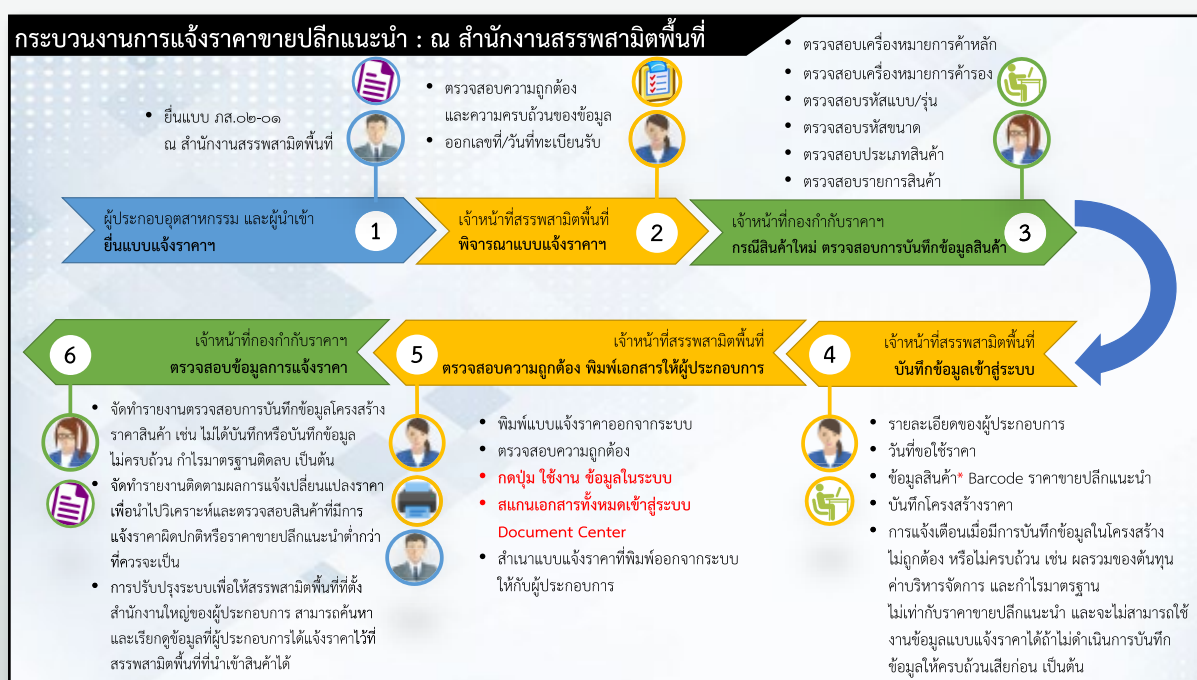 กระบวนงานการแจ้งราคาขายปลีกแนะนำ : ณ สำนักงานสรรพสามิตพื้นที่
• ยื่นแบบ ภส.๐๒-๐๑
ณ สำนักงานสรรพสามิตพื้นที่
• ตรวจสอบความถูกต้อง
และความครบถ้วนของข้อมูล
• ออกเลขที่/วันที่ทะเบียนรับ
• ตรวจสอบเครื่องหมายการค้าหลัก
• ตรวจสอบเครื่องหมายการค้ารอง
• ตรวจสอบรหัสแบบ/รุ่น
• ตรวจสอบรหัสขนาด
• ตรวจสอบประเภทสินค้า
• ตรวจสอบรายการสินค้า
ผู้ประกอบอุตสาหกรรม และผู้นำเข้า
ยื่นแบบแจ้งราคาฯ
1
เจ้าหน้าที่สรรพสามิตพื้นที่
พิจารณาแบบแจ้งราคาฯ
2
เจ้าหน้าที่กองกำกับราคาฯ
กรณีสินค้าใหม่ ตรวจสอบการบันทึกข้อมูลสินค้า
3
4
เจ้าหน้าที่สรรพสามิตพื้นที่
บันทึกข้อมูลเข้าสู่ระบบ
• รายละเอียดของผู้ประกอบการ
• วันที่ขอใช้ราคา
• ข้อมูลสินค้า* Barcode ราคาขายปลีกแนะนำ
• บันทึกโครงสร้างราคา
• การแจ้งเตือนเมื่อมีการบันทึกข้อมูลในโครงสร้าง
ไม่ถูกต้อง หรือไม่ครบถ้วน เช่น ผลรวมของต้นทุน
ค่าบริหารจัดการ และกำไรมาตรฐาน
ไม่เท่ากับราคาขายปลีกแนะนำ และจะไม่สามารถใช้
งานข้อมูลแบบแจ้งราคาได้ถ้าไม่ดำเนินการบันทึก
ข้อมูลให้ครบถ้วนเสียก่อน เป็นต้น
5
เจ้าหน้าที่สรรพสามิตพื้นที่
ตรวจสอบความถูกต้อง พิมพ์เอกสารให้ผู้ประกอบการ
• พิมพ์แบบแจ้งราคาออกจากระบบ
• ตรวจสอบความถูกต้อง
• กดปุ่ม ใช้งาน ข้อมูลในระบบ
• สแกนเอกสารทั้งหมดเข้าสู่ระบบ
Document Center
• สำเนาแบบแจ้งราคาที่พิมพ์ออกจากระบบ
ให้กับผู้ประกอบการ
6
เจ้าหน้าที่กองกำกับราคาฯ
ตรวจสอบข้อมูลการแจ้งราคา
• จัดทำรายงานตรวจสอบการบันทึกข้อมูลโครงสร้าง
ราคาสินค้า เช่น ไม่ได้บันทึกหรือบันทึกข้อมูล
ไม่ครบถ้วน กำไรมาตรฐานติดลบ เป็นต้น
• จัดทำรายงานติดตามผลการแจ้งเปลี่ยนแปลงราคา
เพื่อนำไปวิเคราะห์และตรวจสอบสินค้าที่มีการ
แจ้งราคาผิดปกติหรือราคาขายปลีกแนะนำต่ำกว่า
ที่ควรจะเป็น
• การปรับปรุงระบบเพื่อให้สรรพสามิตพื้นที่ที่ตั้ง
สำนักงานใหญ่ของผู้ประกอบการ สามารถค้นหา
และเรียกดูข้อมูลที่ผู้ประกอบการได้แจ้งราคาไว้ที่
สรรพสามิตพื้นที่ที่นำเข้าสินค้าได้